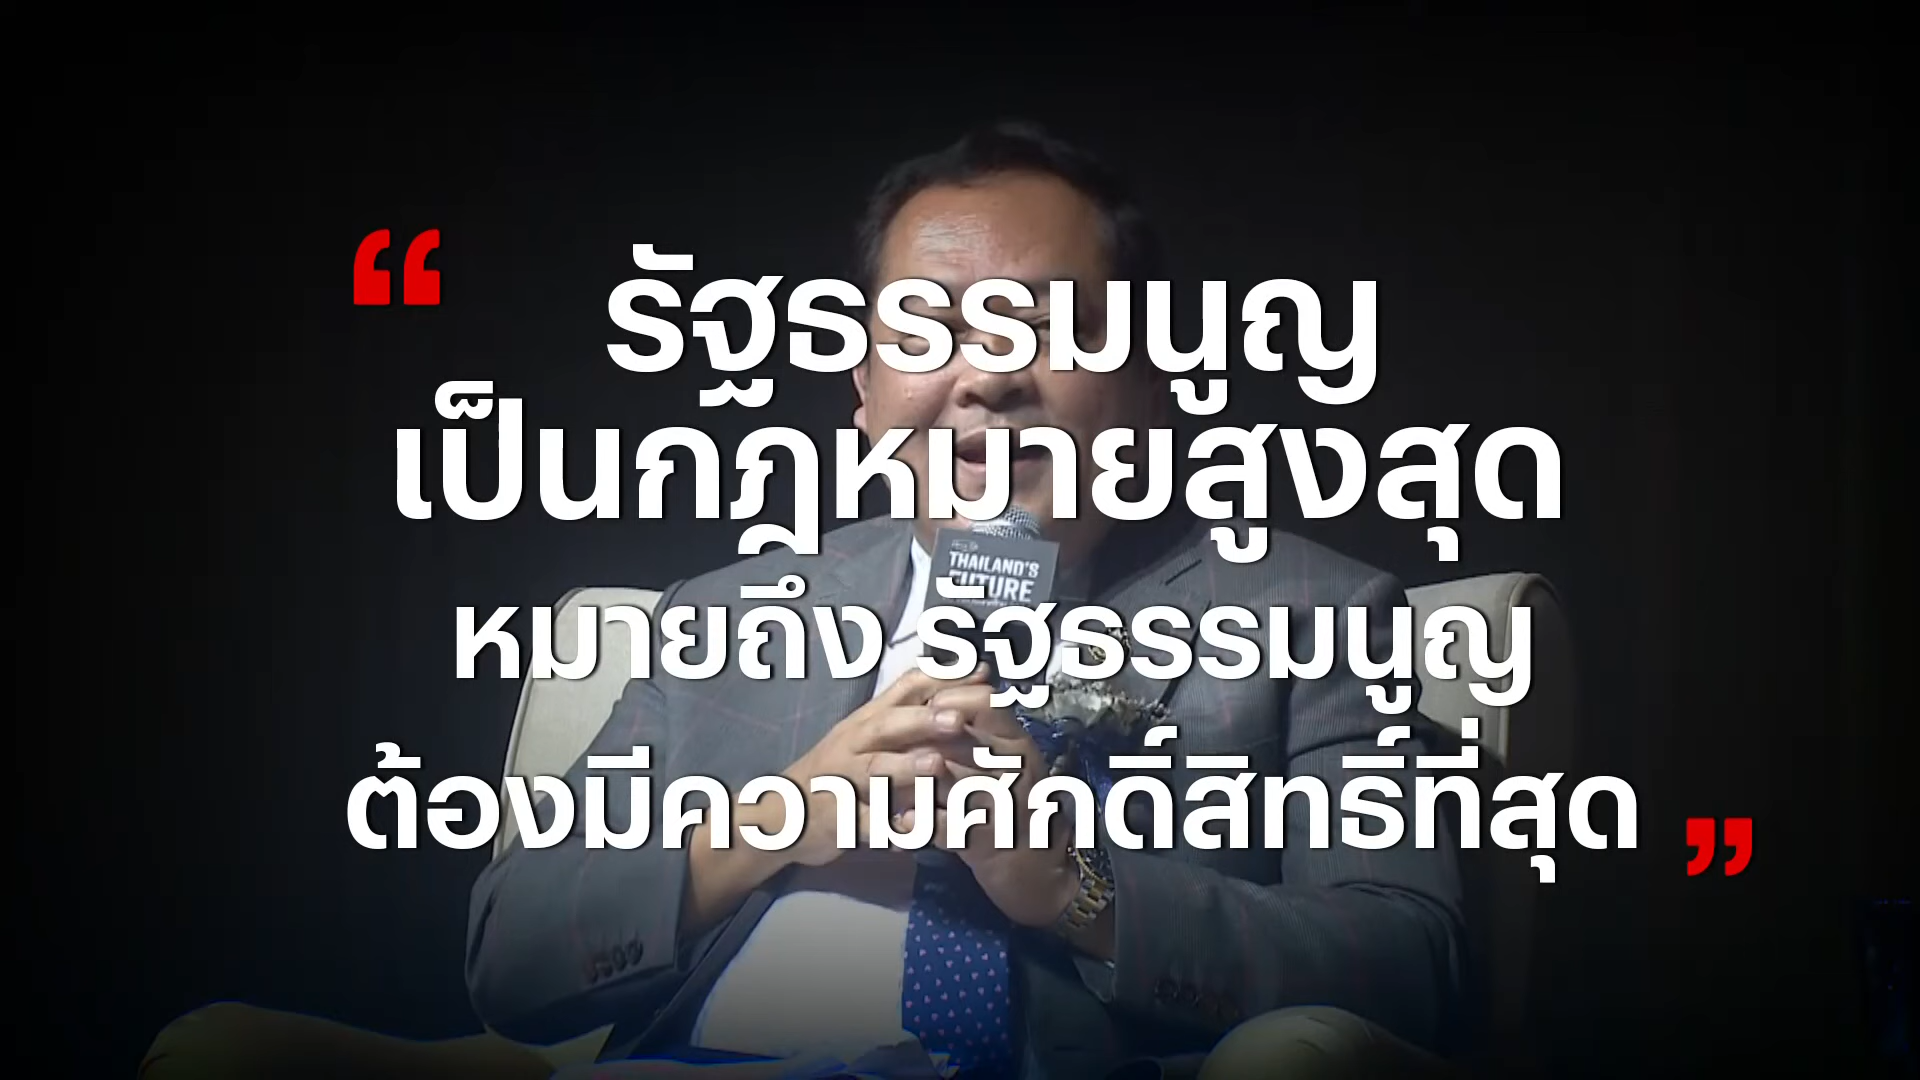 “ รัฐธรรมนูญ
เป็นกฎหมายสูงสุด
THAILAND'S
FUTURE
หมายถึง รัฐธรรมนูญ
ต้องมีความศักดิ์สิทธิ์ที่สุด ”